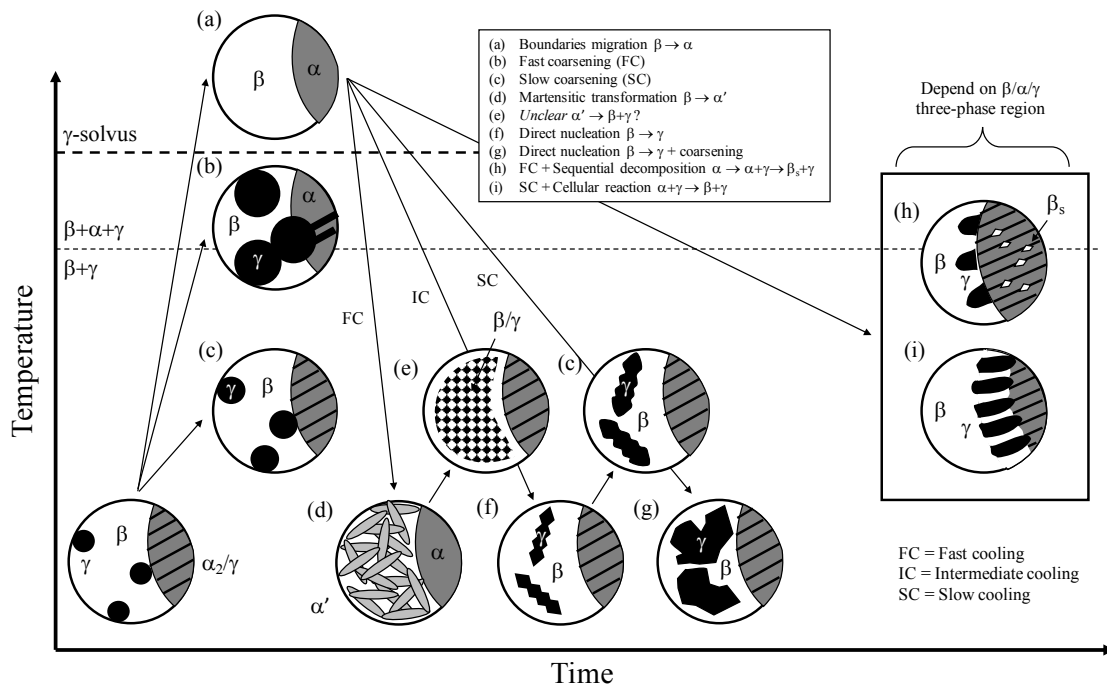 (a)
β
α
(a) Boundaries migration β → α
(b) Fast coarsening (FC)
(c) Slow coarsening (SC)
(d) Martensitic transformation β → α′
(e) Unclear α′ → β+γ ?
(f) Direct nucleation β → γ
(g) Direct nucleation β → γ + coarsening
(h) FC + Sequential decomposition α → α+γ→ βs+γ
(i) SC + Cellular reaction α+γ → β+γ
Depend on β/α/γ
three-phase region
γ-solvus
(b)
α
β
γ
β+α+γ
β+γ
(h)
βs
β
γ
FC
IC
SC
β/γ
(c)
γ
β
(e)
(c)
γ
β
(i)
β
γ
Temperature
β
γ
α2/γ
(d)
α
α′
(f)
γ
β
(g)
γ
β
FC = Fast cooling
IC = Intermediate cooling
SC = Slow cooling
Time